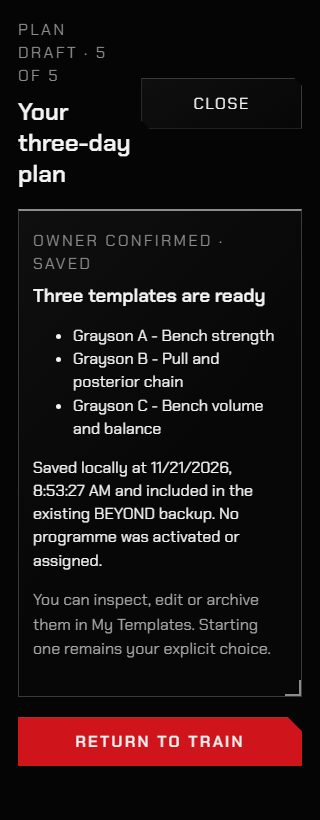 PLAN
DRAFT · 5
OF 5
Your
three-day
plan
CLOSE
OWNER CONFIRMED ·
SAVED
Three templates are ready
• Grayson A - Bench strength
• Grayson B - Pull and
posterior chain
• Grayson C - Bench volume
and balance
Saved locally at 11/21/2026,
8:53:27 AM and included in the
existing BEYOND backup. No
programme was activated or
assigned.
You can inspect, edit or archive
them in My Templates. Starting
one remains your explicit choice.
RETURN TO TRAIN